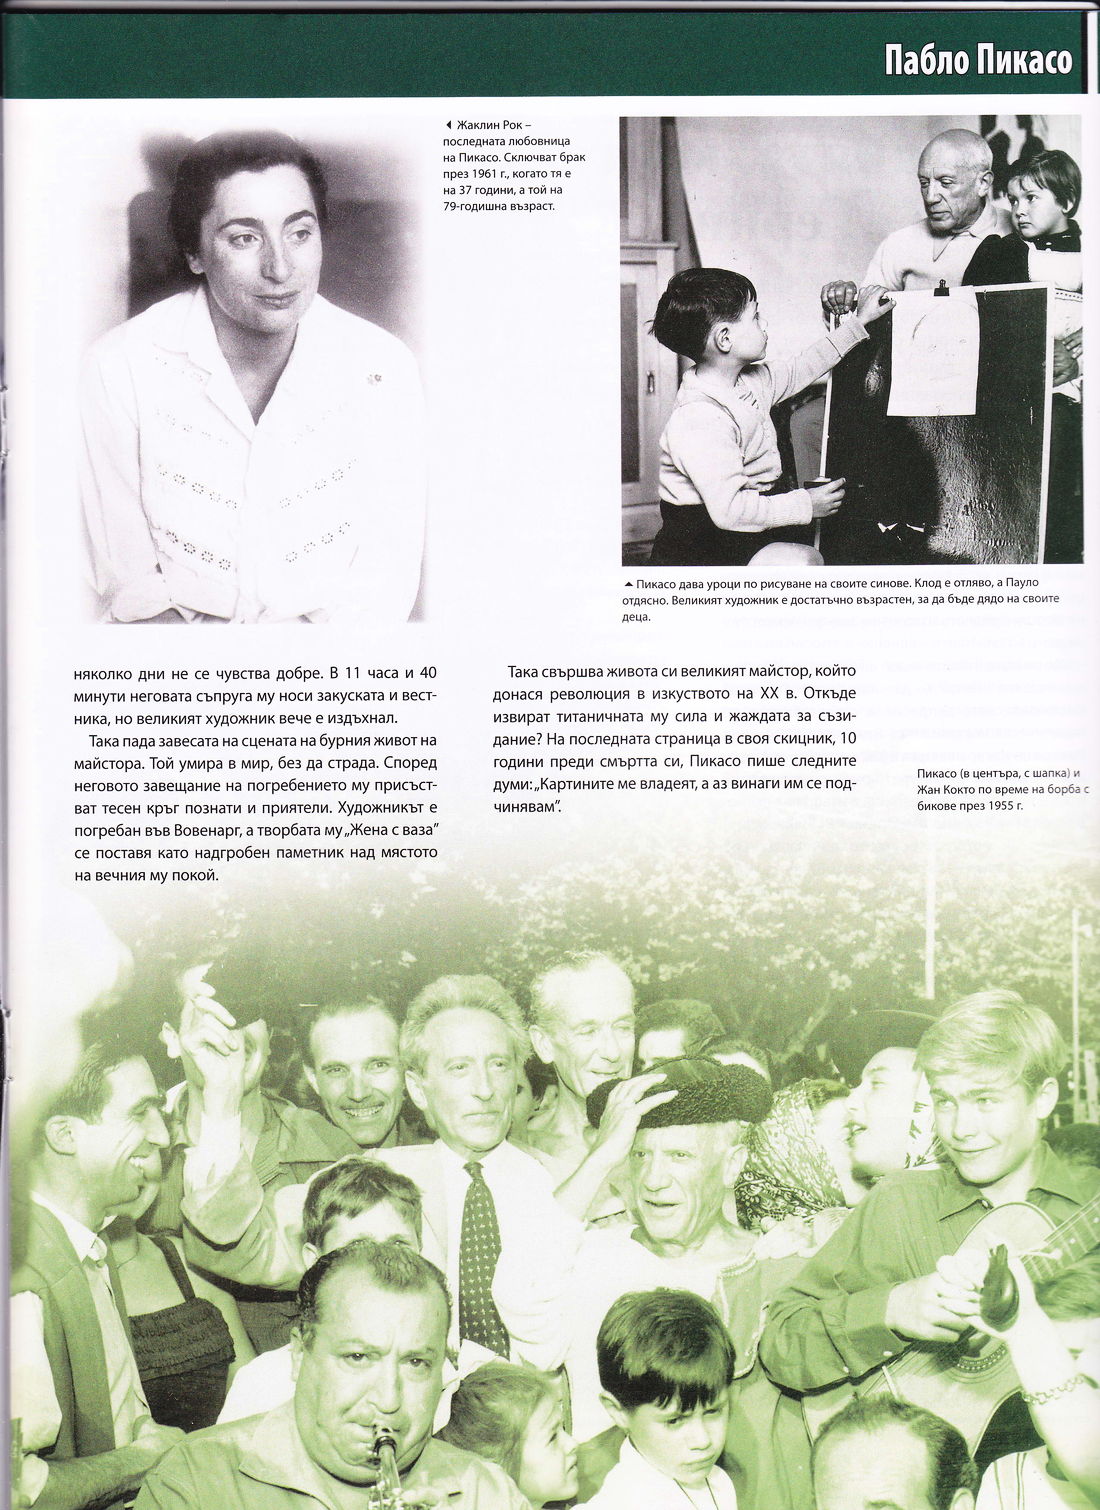 Пабло Пикасо
Жаклин Рок –
последната любовница
на Пикасо. Сключват брак
през 1961 г., когато тя е
на 37 години, а той на
79-годишна възраст.
Пикасо дава уроци по рисуване на своите синове. Клод е отляво, а Пауло
отдясно. Великият художник е достатъчно възрастен, за да бъде дядо на своите
деца.
няколко дни не се чувства добре. В 11 часа и 40
минути неговата съпруга му носи закуската и вест-
ника, но великият художник вече е издъхнал.
Така пада завесата на сцената на бурния живот на
майстора. Той умира в мир, без да страда. Според
неговото завещание на погребението му присъст-
ват тесен кръг познати и приятели. Художникът е
погребан във Вовенарг, а творбата му „Жена с ваза”
се поставя като надгробен паметник над мястото
на вечния му покой.
Така свършва живота си великият майстор, който
донася революция в изкуството на XX в. Откъде
извират титаничната му сила и жаждата за съзи-
дание? На последната страница в своя скицник, 10
години преди смъртта си, Пикасо пише следните
думи: „Картините ме владеят, а аз винаги им се под-
чинявам”.
Пикасо (в центъра, с шапка) и
Жан Кокто по време на борба с
бикове през 1955 г.